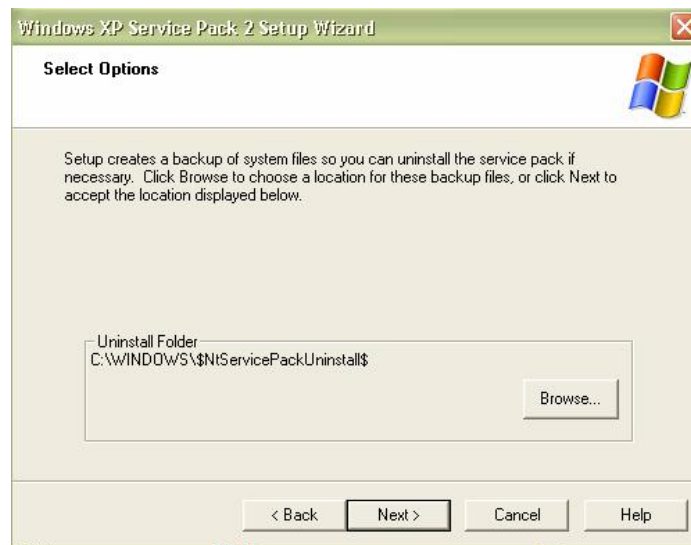 Windows XP Service Pack 2 Setup Wizard
Select Options
Setup creates a backup of system files so you can uninstall the service pack if
necessary. Click Browse to choose a location for these backup files, or click Next to
accept the location displayed below.
Uninstall Folder
C:\WINDOWS\$NtServicePackUninstall$
Browse...
< Back
Next >
Cancel
Help